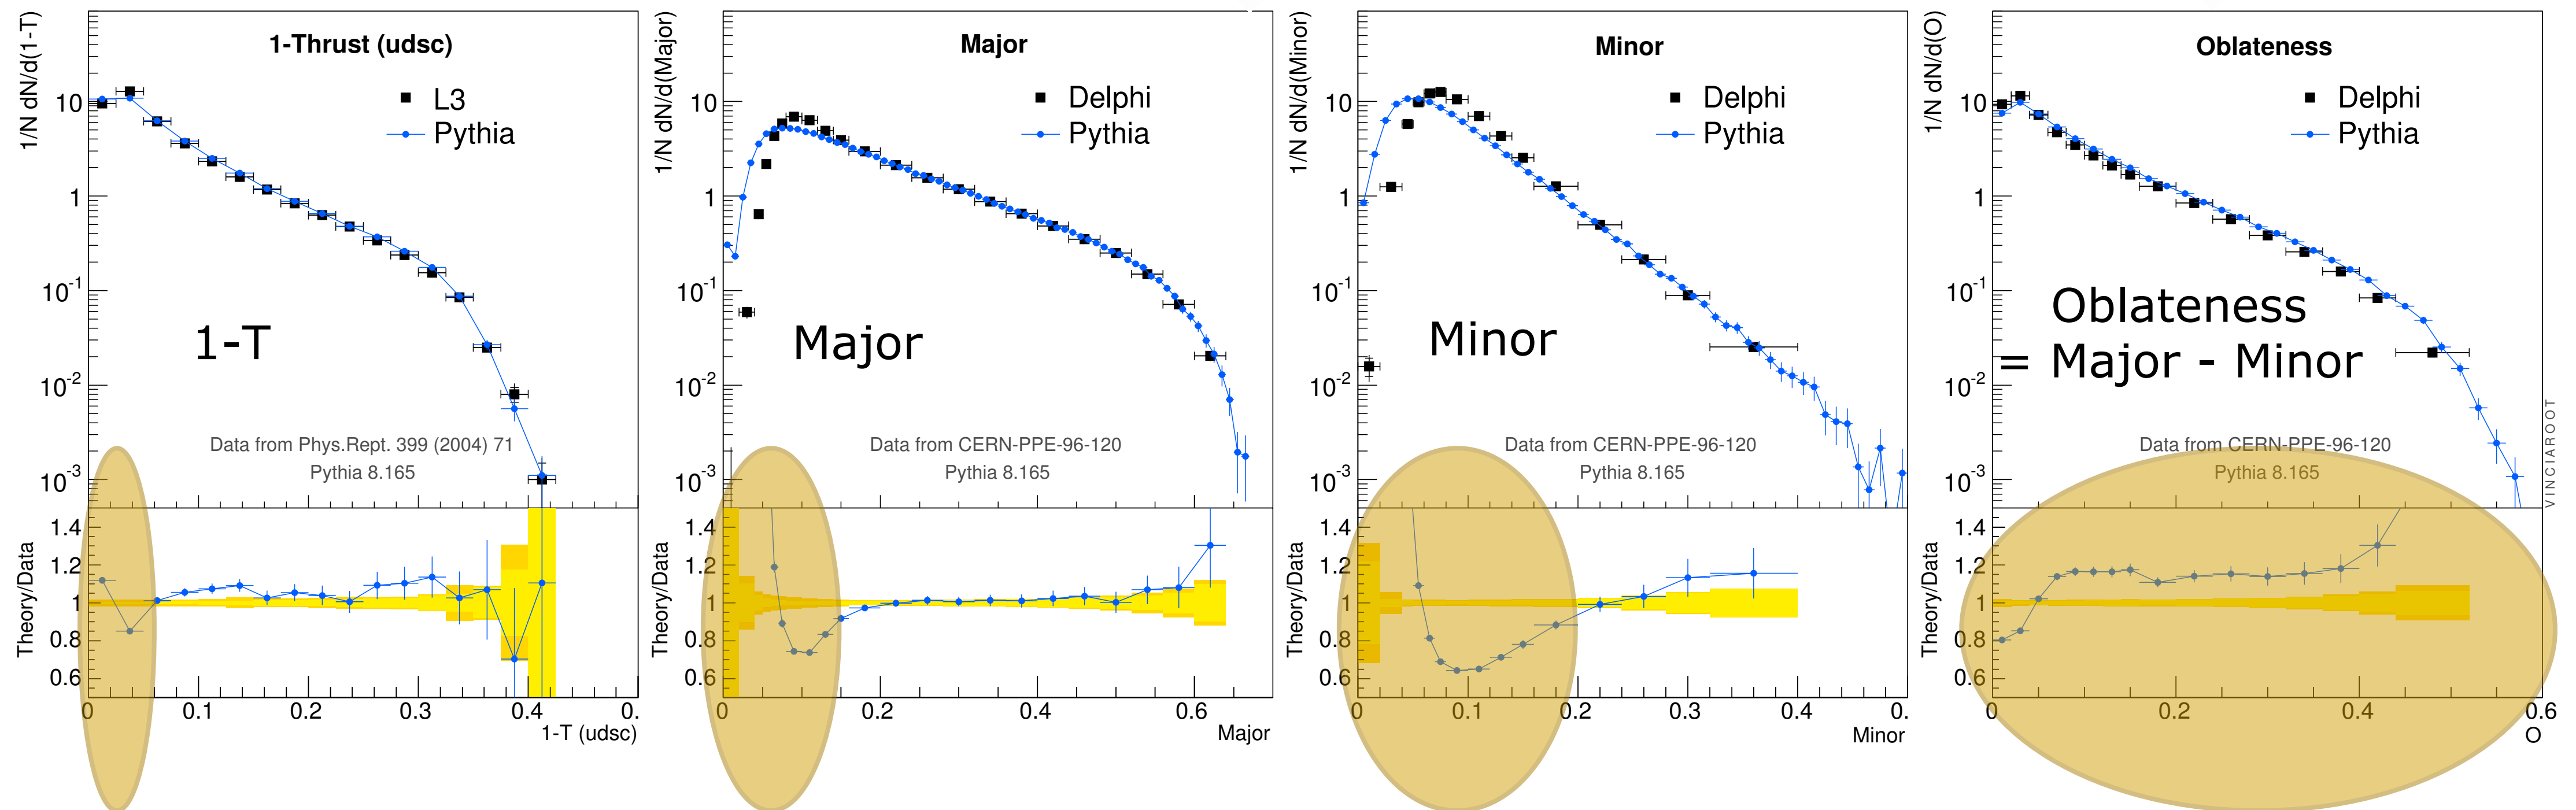 1-Thrust (udsc)
1/N dN/d(1-T)
L3
Pythia
10
1
10^-1
10^-2
10^-3
1-T
Data from Phys.Rept. 399 (2004) 71
Pythia 8.165
Theory/Data
1.4
1.2
1
0.8
0.6
0 0.1 0.2 0.3 0.4 0.
1-T (udsc)
Major
1/N dN/d(Major)
Delphi
Pythia
10
1
10^-1
10^-2
10^-3
Major
Data from CERN-PPE-96-120
Pythia 8.165
Theory/Data
1.4
1.2
1
0.8
0.6
0 0.2 0.4 0.6
Major
Minor
1/N dN/d(Minor)
Delphi
Pythia
10
1
10^-1
10^-2
10^-3
Minor
Data from CERN-PPE-96-120
Pythia 8.165
Theory/Data
1.4
1.2
1
0.8
0.6
0 0.1 0.2 0.3 0.4 0.
Minor
Oblateness
1/N dN/d(O)
Delphi
Pythia
10
1
10^-1
10^-2
10^-3
Oblateness
= Major - Minor
Data from CERN-PPE-96-120
Pythia 8.165
VINCIAROOT
Theory/Data
1.4
1.2
1
0.8
0.6
0 0.2 0.4 0.6
O